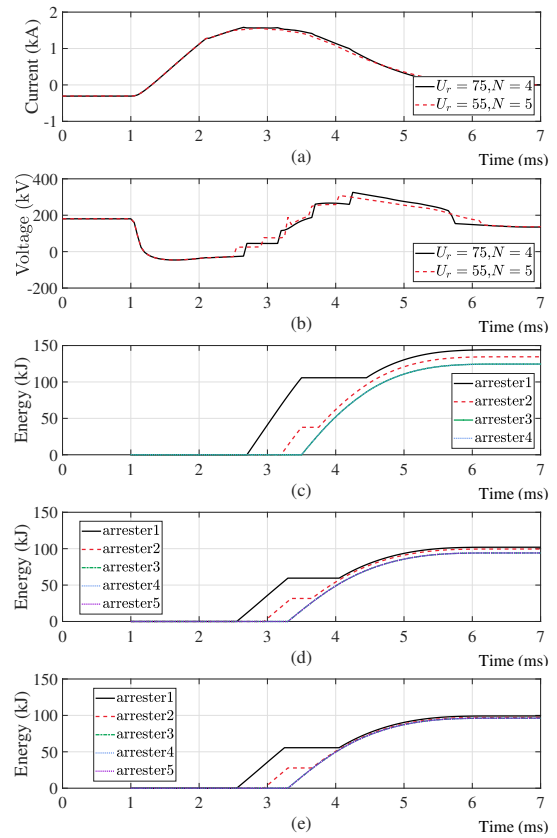 2
1
0
-1
Current (kA)
U_r = 75,N = 4
U_r = 55,N = 5
0 1 2 3 4 5 6 7
(a)
Time (ms)
400
200
0
-200
Voltage (kV)
U_r = 75,N = 4
U_r = 55,N = 5
0 1 2 3 4 5 6 7
(b)
Time (ms)
150
100
50
0
Energy (kJ)
arrester1
arrester2
arrester3
arrester4
0 1 2 3 4 5 6 7
(c)
Time (ms)
150
100
50
0
Energy (kJ)
arrester1
arrester2
arrester3
arrester4
arrester5
0 1 2 3 4 5 6 7
(d)
Time (ms)
150
100
50
0
Energy (kJ)
arrester1
arrester2
arrester3
arrester4
arrester5
0 1 2 3 4 5 6 7
(e)
Time (ms)